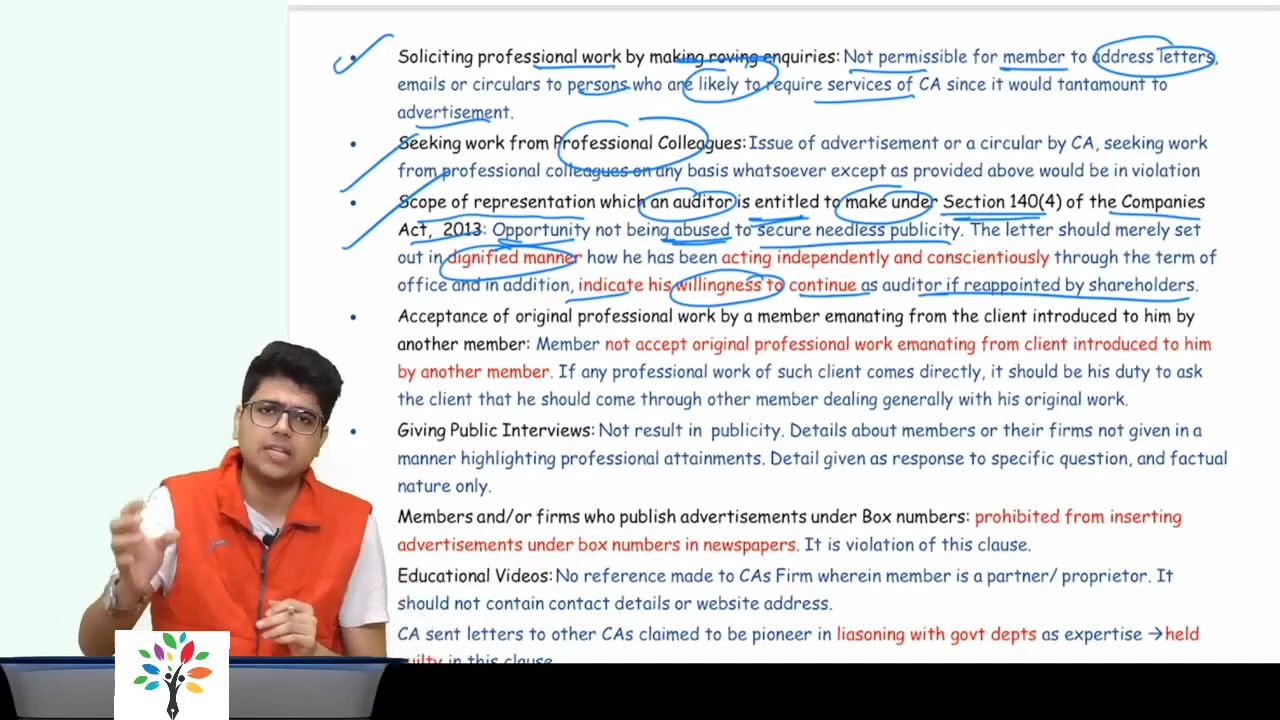 Soliciting professional work by making roving enquiries: Not permissible for member to address letters,
emails or circulars to persons who are likely to require services of CA since it would tantamount to
advertisement.
Seeking work from Professional Colleagues: Issue of advertisement or a circular by CA, seeking work
from professional colleagues on any basis whatsoever except as provided above would be in violation
Scope of representation which an auditor is entitled to make under Section 140(4) of the Companies
Act, 2013: Opportunity not being abused to secure needless publicity. The letter should merely set
out in dignified manner how he has been acting independently and conscientiously through the term of
office and in addition, indicate his willingness to continue as auditor if reappointed by shareholders.
Acceptance of original professional work by a member emanating from the client introduced to him by
another member: Member not accept original professional work emanating from client introduced to him
by another member. If any professional work of such client comes directly, it should be his duty to ask
the client that he should come through other member dealing generally with his original work.
Giving Public Interviews: Not result in publicity. Details about members or their firms not given in a
manner highlighting professional attainments. Detail given as response to specific question, and factual
nature only.
Members and/or firms who publish advertisements under Box numbers: prohibited from inserting
advertisements under box numbers in newspapers. It is violation of this clause.
Educational Videos: No reference made to CAs Firm wherein member is a partner/ proprietor. It
should not contain contact details or website address.
CA sent letters to other CAs claimed to be pioneer in liasoning with govt depts as expertise →held
guilty in this clause